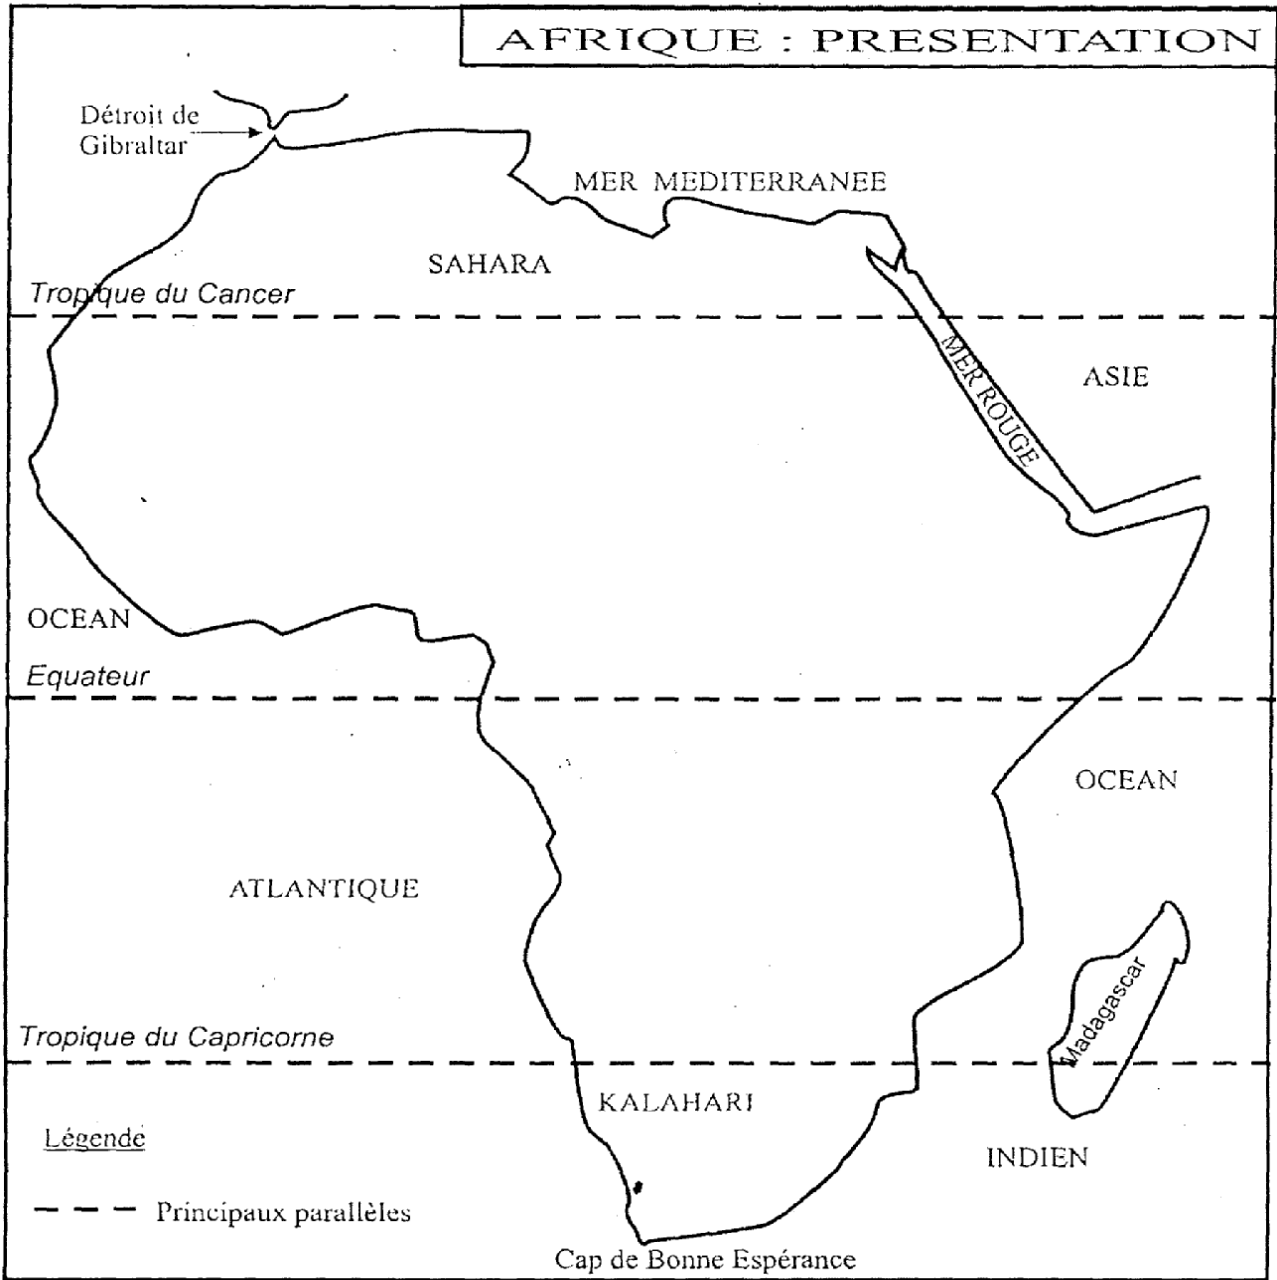 AFRIQUE : PRESENTATION
Détroit de
Gibraltar
MER MEDITERRANEE
SAHARA
Tropique du Cancer
MER ROUGE
ASIE
OCEAN
Equateur
OCEAN
ATLANTIQUE
Madagascar
Tropique du Capricorne
KALAHARI
Légende
INDIEN
Principaux parallèles
Cap de Bonne Espérance